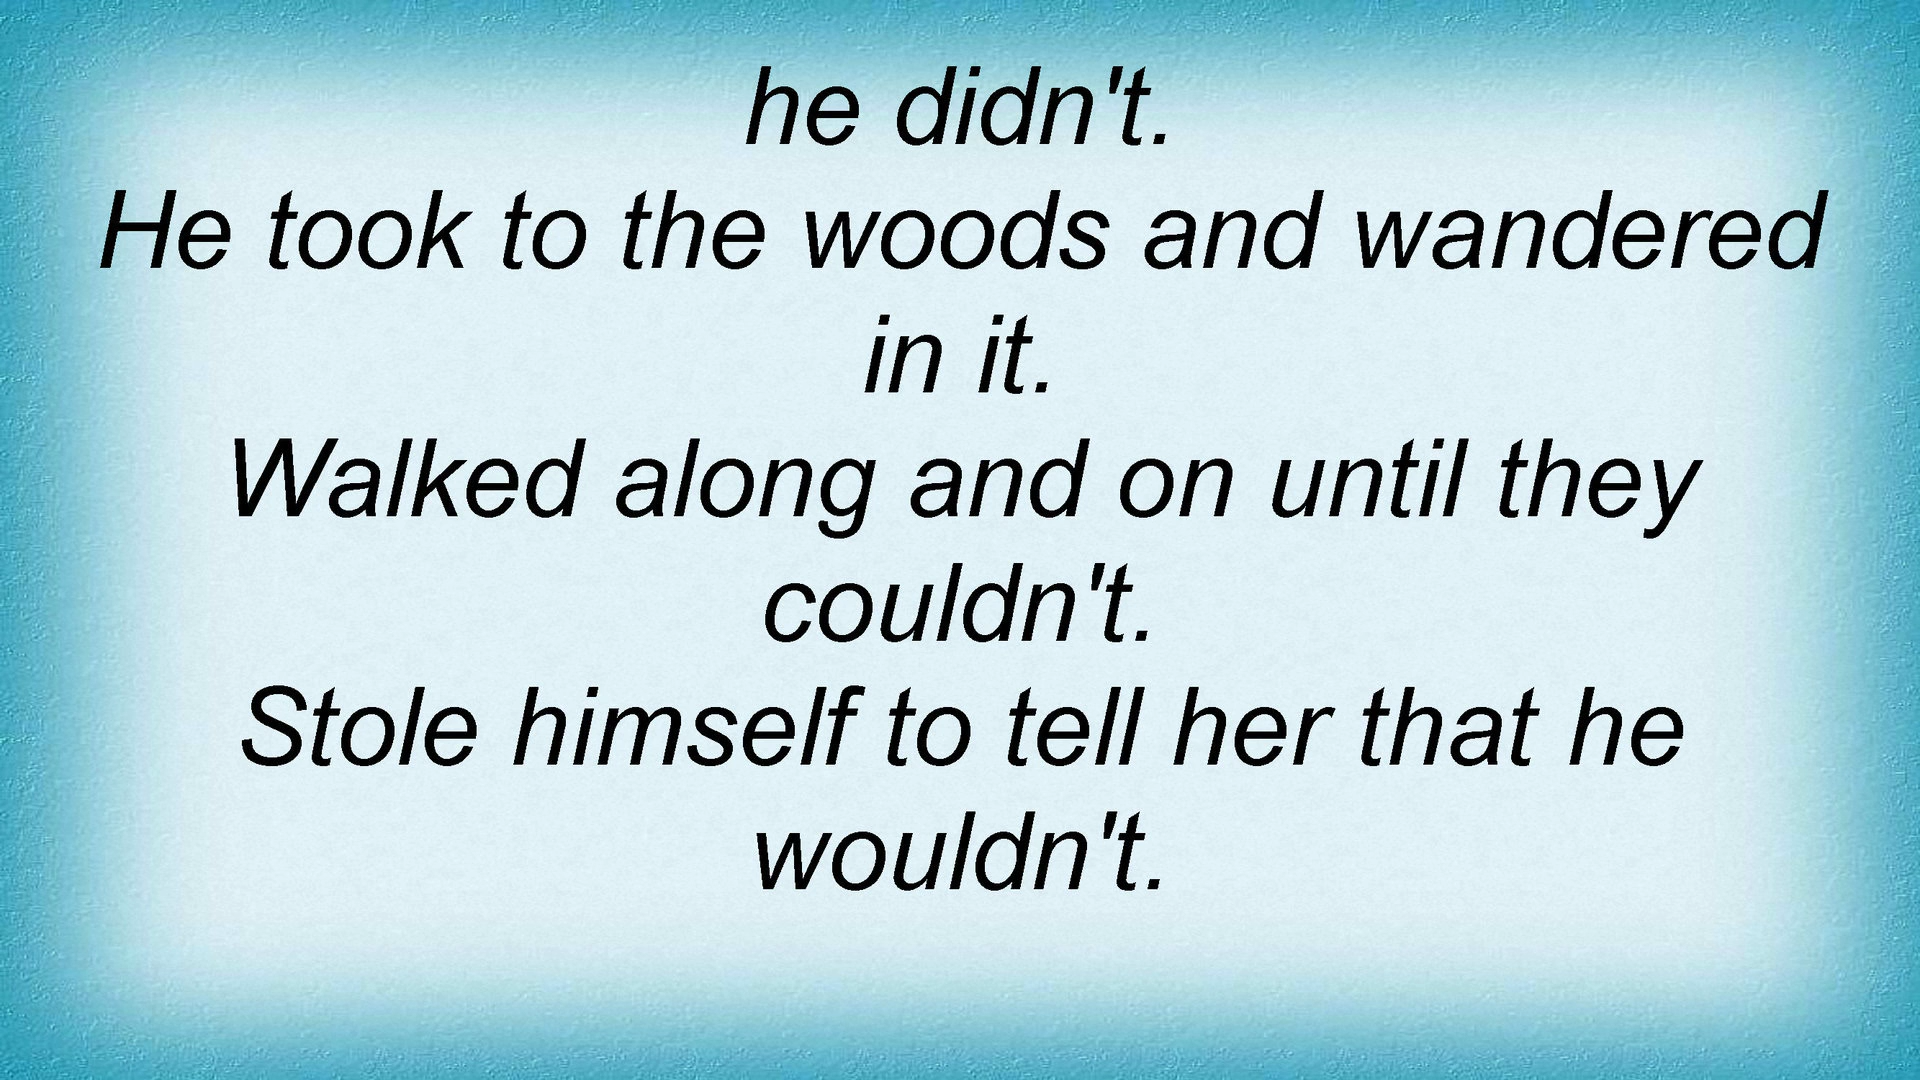 he didn't.
He took to the woods and wandered
in it.
Walked along and on until they
couldn't.
Stole himself to tell her that he
wouldn't.